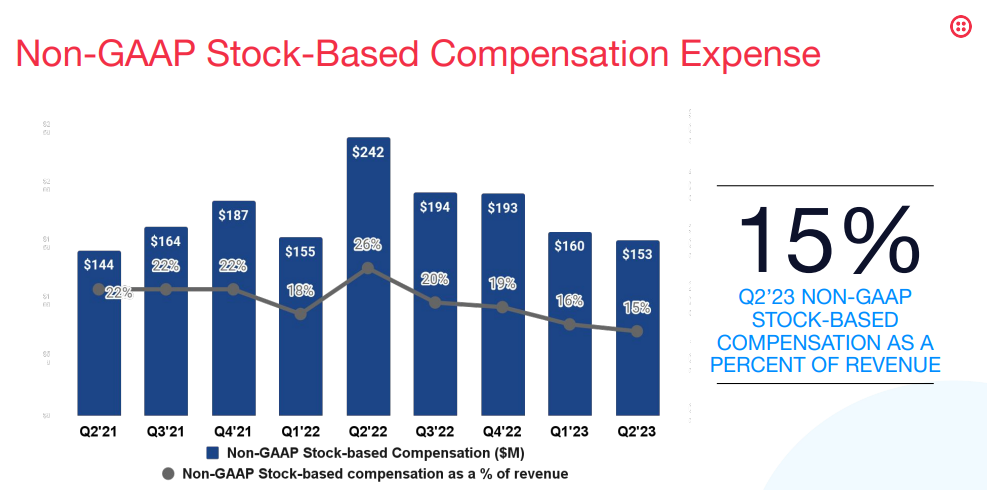 Non-GAAP Stock-Based Compensation Expense
$242
$194
$193
$187
$164
$155
$160
$153
$144
26%
22%
22%
22%
20%
19%
18%
16%
15%
Q2'21 Q3'21 Q4'21 Q1'22 Q2'22 Q3'22 Q4'22 Q1'23 Q2'23
Non-GAAP Stock-based Compensation ($M)
Non-GAAP Stock-based compensation as a % of revenue
15%
Q2’23 NON-GAAP
STOCK-BASED
COMPENSATION AS A
PERCENT OF REVENUE